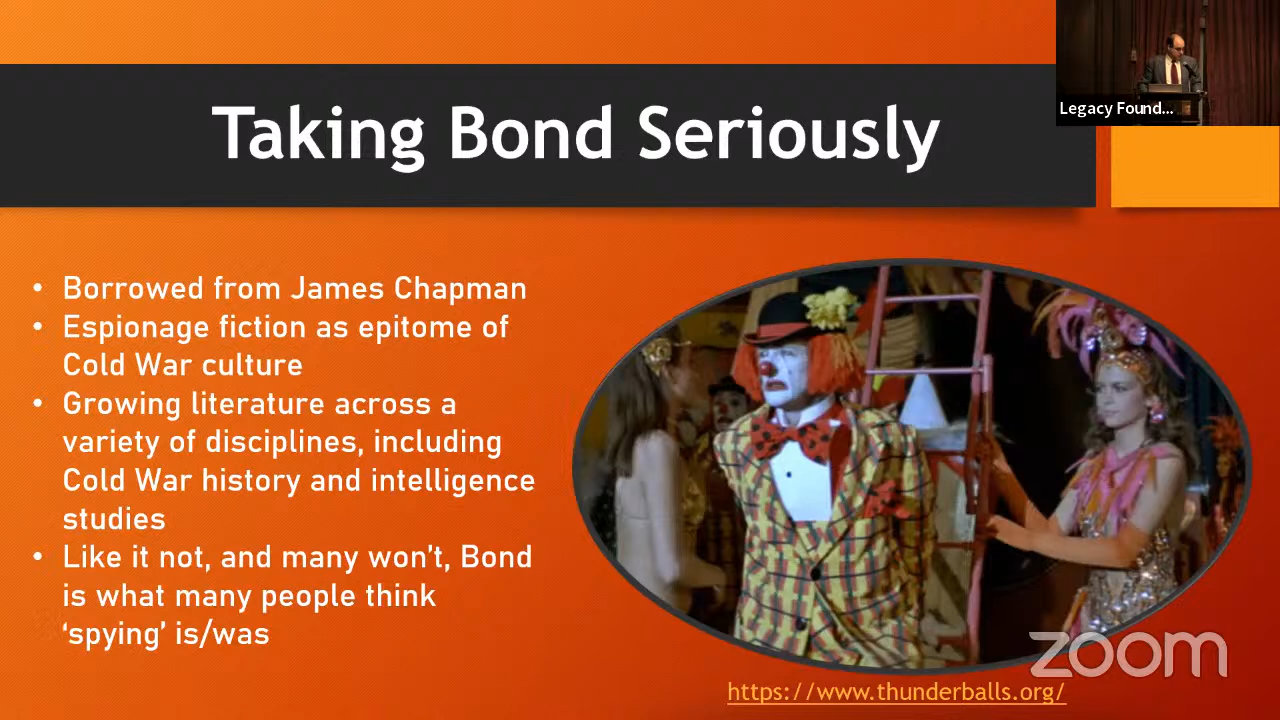 Legacy Found...
Taking Bond Seriously
• Borrowed from James Chapman
• Espionage fiction as epitome of
Cold War culture
• Growing literature across a
variety of disciplines, including
Cold War history and intelligence
studies
• Like it not, and many won't, Bond
is what many people think
‘spying’ is/was
zoom
https://www.thunderballs.org/